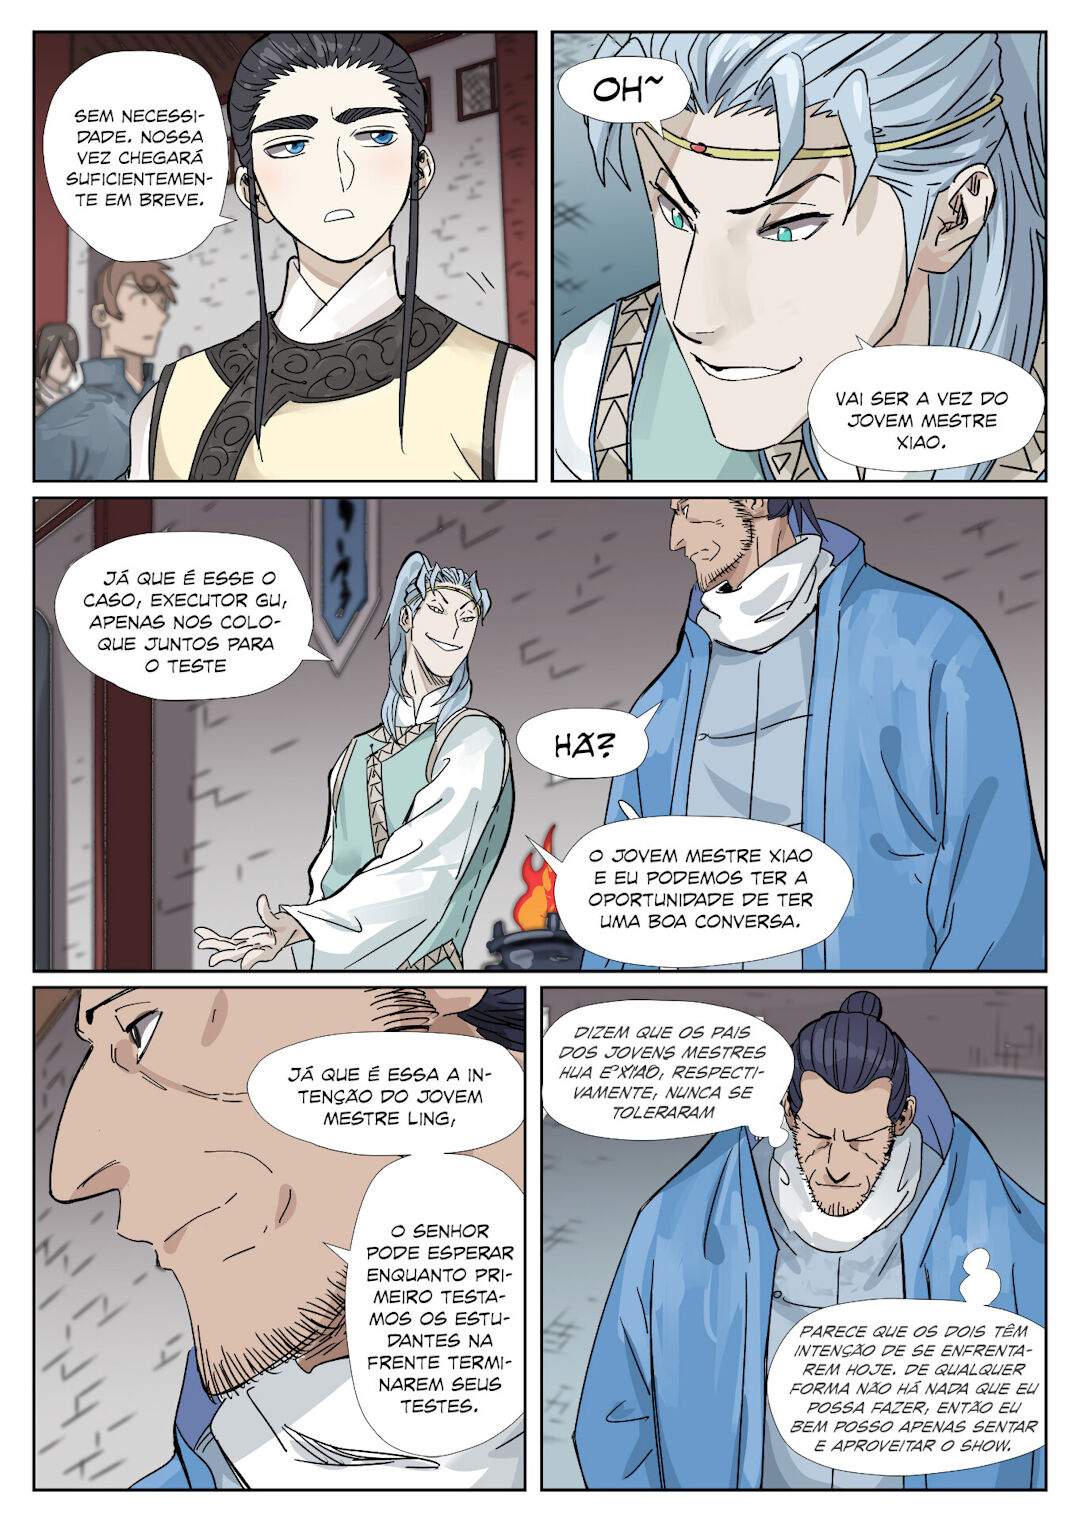 SEM NECESSI-
DADE. NOSSA
VEZ CHEGARÁ
SUFICIENTEMEN-
TE EM BREVE.
OH~
VAI SER A VEZ DO
JOVEM MESTRE
XIAO.
JÁ QUE É ESSE O
CASO, EXECUTOR GU,
APENAS NOS COLO-
QUE JUNTOS PARA
O TESTE
HÃ?
O JOVEM MESTRE XIAO
E EU PODEMOS TER A
OPORTUNIDADE DE TER
UMA BOA CONVERSA.
JÁ QUE É ESSA A IN-
TENÇÃO DO JOVEM
MESTRE LING,
O SENHOR
PODE ESPERAR
ENQUANTO PRI-
MEIRO TESTA-
MOS OS ESTU-
DANTES NA
FRENTE TERMI-
NAREM SEUS
TESTES.
DIZEM QUE OS PAIS
DOS JOVENS MESTRES
HUA E XIAO, RESPECTI-
VAMENTE, NUNCA SE
TOLERARAM
PARECE QUE OS DOIS TÊM
INTENÇÃO DE SE ENFRENTA-
REM HOJE. DE QUALQUER
FORMA NÃO HÁ NADA QUE EU
POSSA FAZER, ENTÃO EU
BEM POSSO APENAS SENTAR
E APROVEITAR O SHOW.